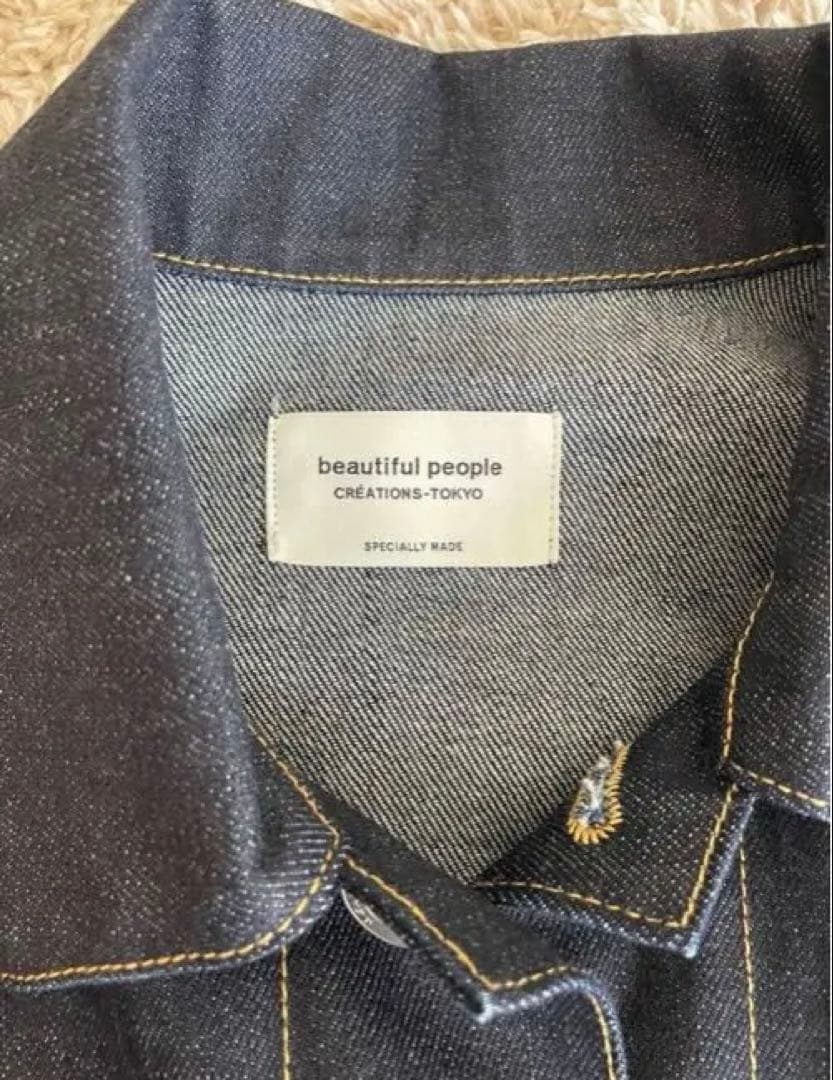 beautiful people
CRÉATIONS-TOKYO
SPECIALLY MADE